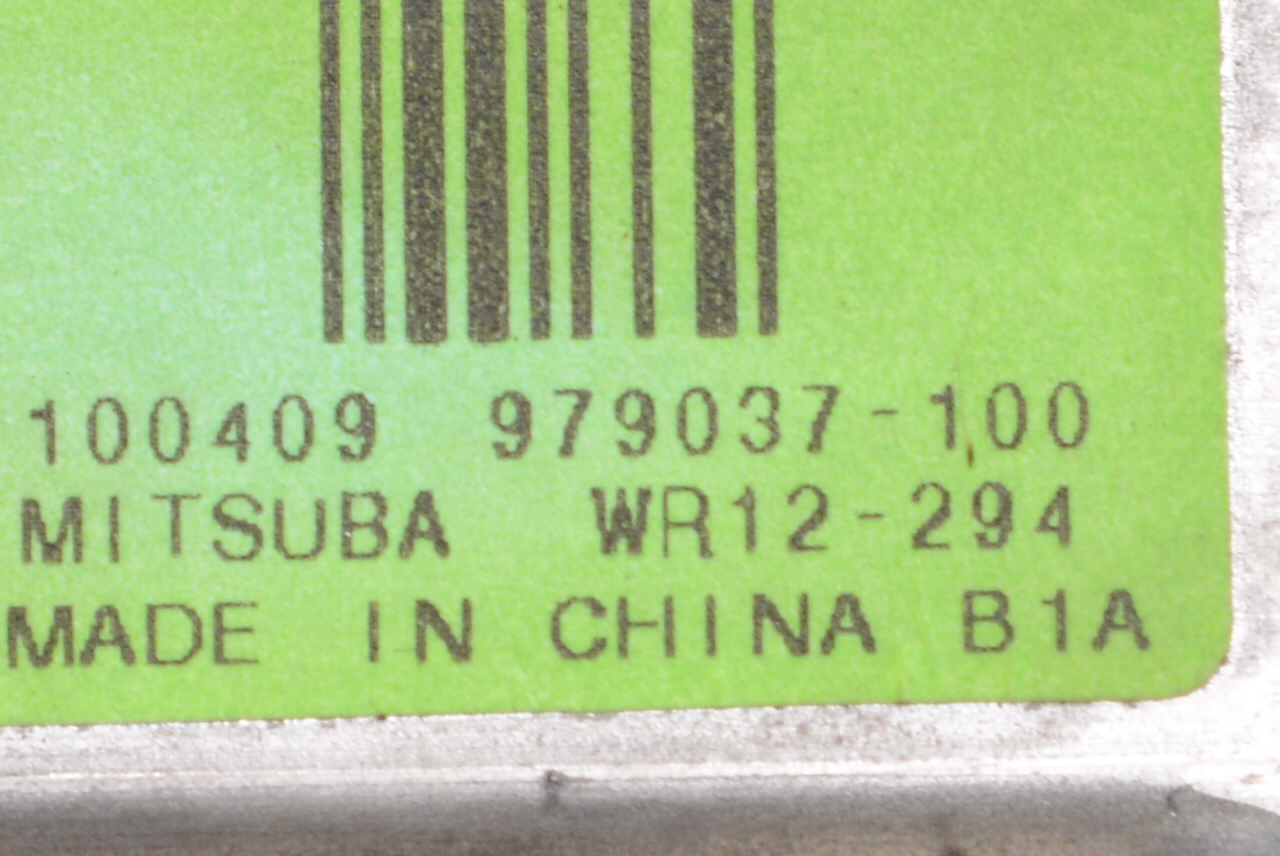 100409 979037-100
MITSUBA WR12-294
MADE IN CHINA B1A